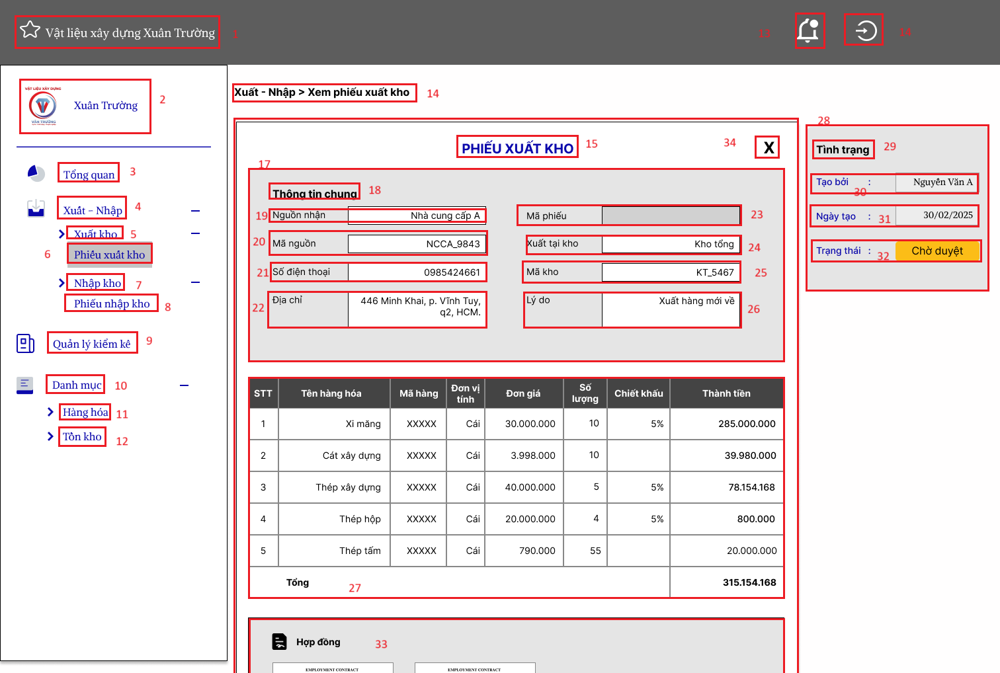 Vật liệu xây dựng Xuân Trường
1
13
14
VẬT LIỆU XÂY DỰNG
VÂN TRƯỜNG
Xuân Trường
2
Tổng quan
3
Xuất - Nhập
4
Xuất kho
5
6
Phiếu xuất kho
Nhập kho
7
Phiếu nhập kho
8
Quản lý kiểm kê
9
Danh mục
10
Hàng hóa
11
Tồn kho
12
Xuất - Nhập > Xem phiếu xuất kho
14
PHIẾU XUẤT KHO
15
34
X
17
Thông tin chung
18
19
Nguồn nhận
Nhà cung cấp A
20
Mã nguồn
NCCA_9843
21
Số điện thoại
0985424661
22
Địa chỉ
446 Minh Khai, p. Vĩnh Tuy,
q2, HCM.
Mã phiếu
23
Xuất tại kho
Kho tổng
24
Mã kho
KT_5467
25
Lý do
Xuất hàng mới về
26
STT Tên hàng hóa Mã hàng Đơn vị tính Đơn giá Số lượng Chiết khấu Thành tiền
1 Xi măng XXXXX Cái 30.000.000 10 5% 285.000.000
2 Cát xây dựng XXXXX Cái 3.998.000 10 39.980.000
3 Thép xây dựng XXXXX Cái 40.000.000 5 5% 78.154.168
4 Thép hộp XXXXX Cái 20.000.000 4 5% 800.000
5 Thép tấm XXXXX Cái 790.000 55 20.000.000
Tổng 27 315.154.168
Hợp đồng
33
EMPLOYMENT CONTRACT
EMPLOYMENT CONTRACT
28
Tình trạng
29
Tạo bởi :
30
Nguyễn Văn A
Ngày tạo :
31
30/02/2025
Trạng thái :
32
Chờ duyệt